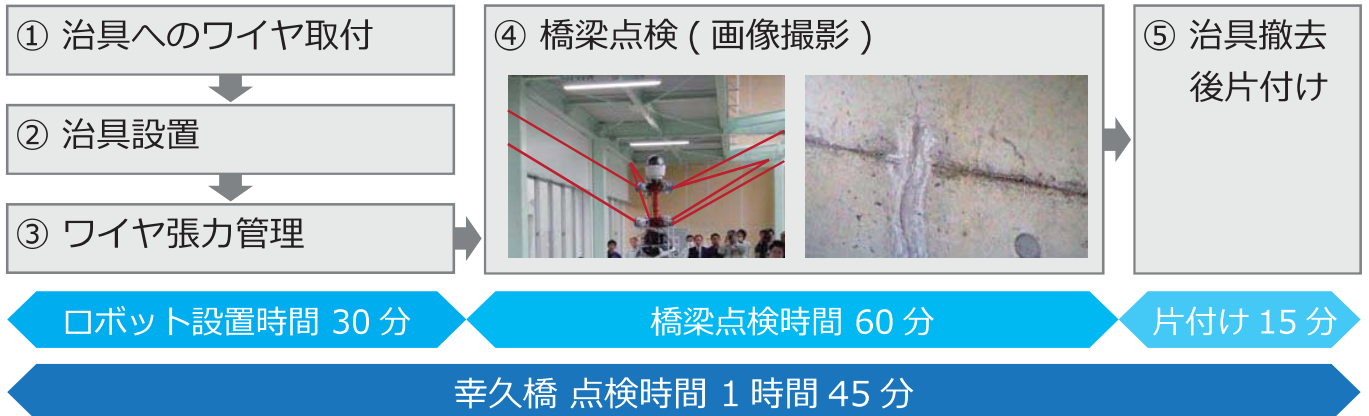 ① 治具へのワイヤ取付
② 治具設置
③ ワイヤ張力管理
④ 橋梁点検 ( 画像撮影 )
⑤ 治具撤去
後片付け
ロボット設置時間 30 分
橋梁点検時間 60 分
片付け 15 分
幸久橋 点検時間 1 時間 45 分